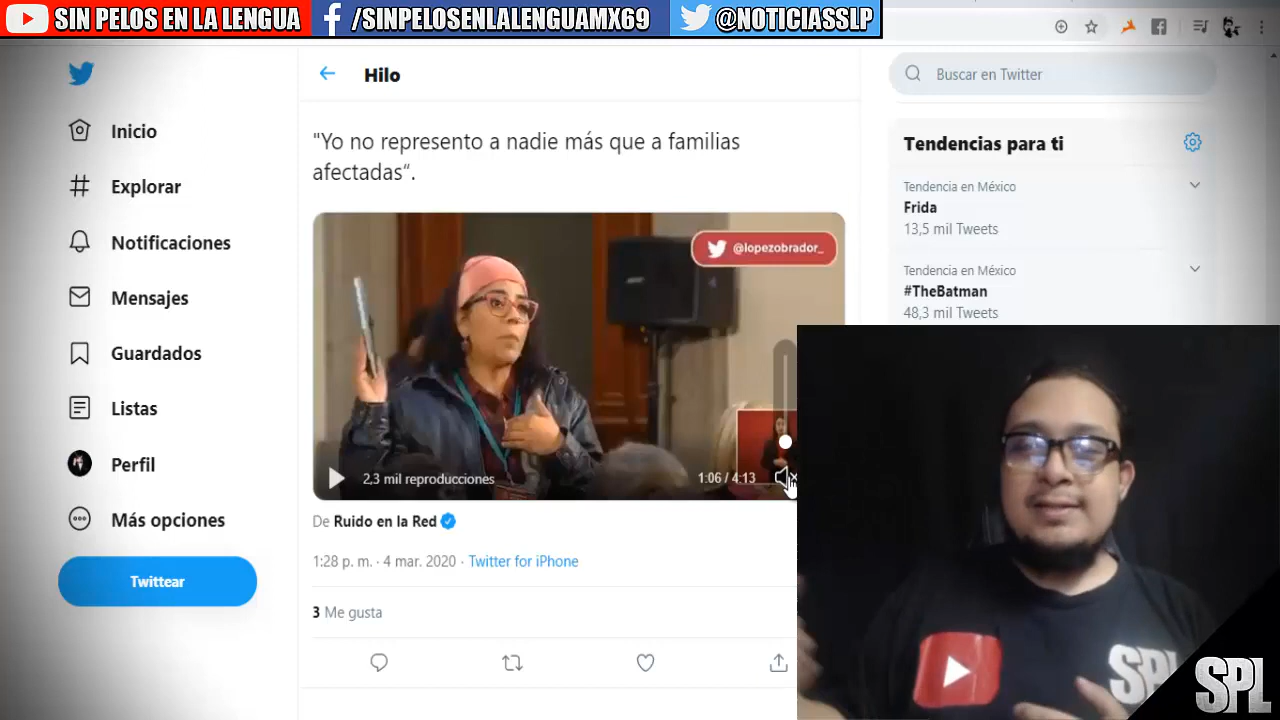 SIN PELOS EN LA LENGUA
/SINPELOSENLALENGUAMX69
@NOTICIASSLP
Hilo
Buscar en Twitter
Inicio
Explorar
Notificaciones
Mensajes
Guardados
Listas
Perfil
Más opciones
Twittear
"Yo no represento a nadie más que a familias
afectadas“.
@lopezobrador_
2,3 mil reproducciones
1:06 / 4:13
De Ruido en la Red
1:28 p. m. · 4 mar. 2020 · Twitter for iPhone
3 Me gusta
Tendencias para ti
Tendencia en México
Frida
13,5 mil Tweets
Tendencia en México
#TheBatman
48,3 mil Tweets
SPL
SPL